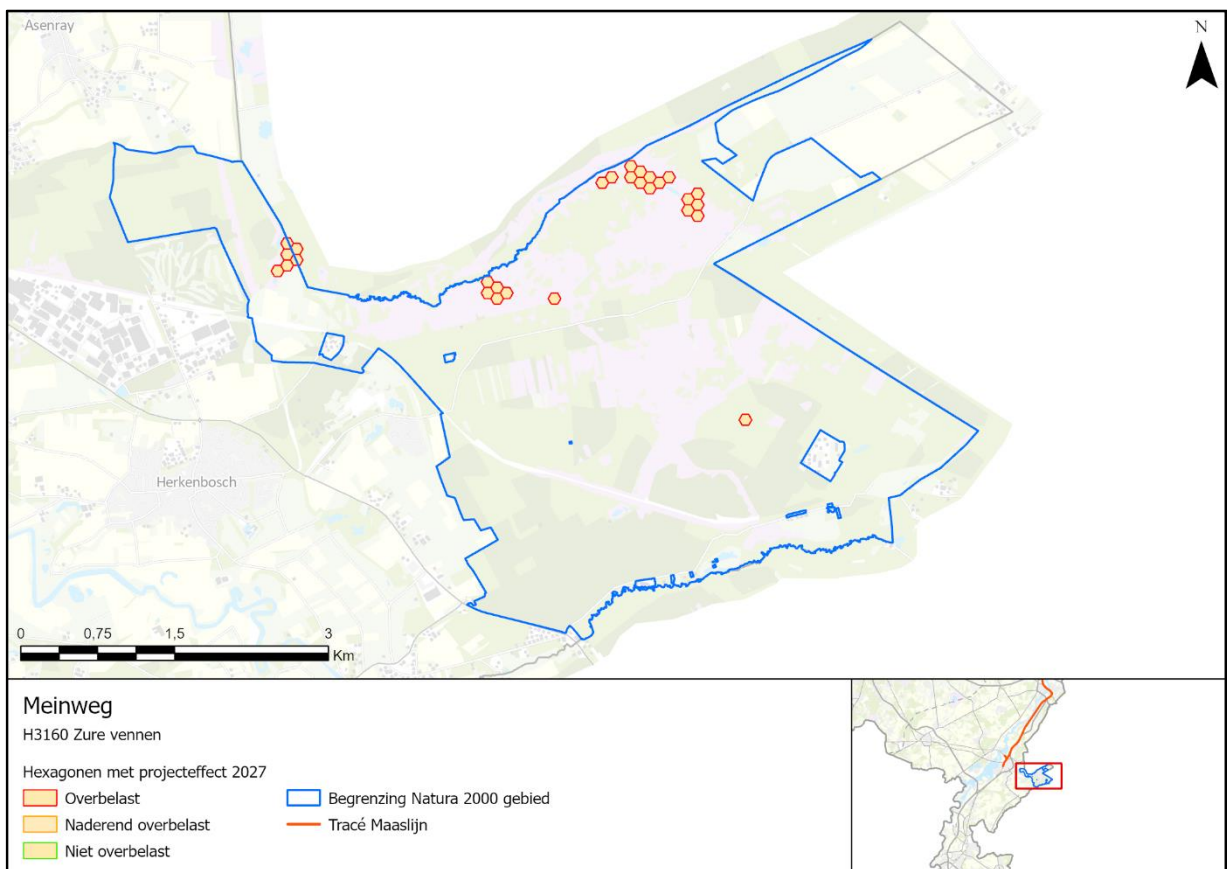 Asenray
N
Herkenbosch
0 0,75 1,5 3
Km
Meinweg
H3160 Zure vennen
Hexagonen met projecteffect 2027
Overbelast
Naderend overbelast
Niet overbelast
Begrenzing Natura 2000 gebied
Tracé Maaslijn